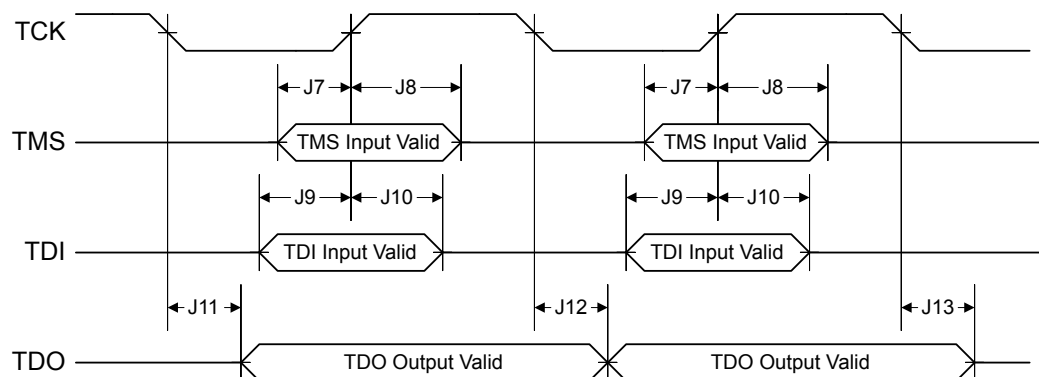 TCK
J7 J8 J7 J8
TMS TMS Input Valid TMS Input Valid
J9 J10 J9 J10
TDI TDI Input Valid TDI Input Valid
J11 J12 J13
TDO TDO Output Valid TDO Output Valid